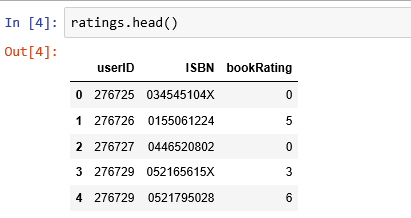 In [4]: ratings.head()
Out[4]:
userID ISBN bookRating
0 276725 034545104X 0
1 276726 0155061224 5
2 276727 0446520802 0
3 276729 052165615X 3
4 276729 0521795028 6